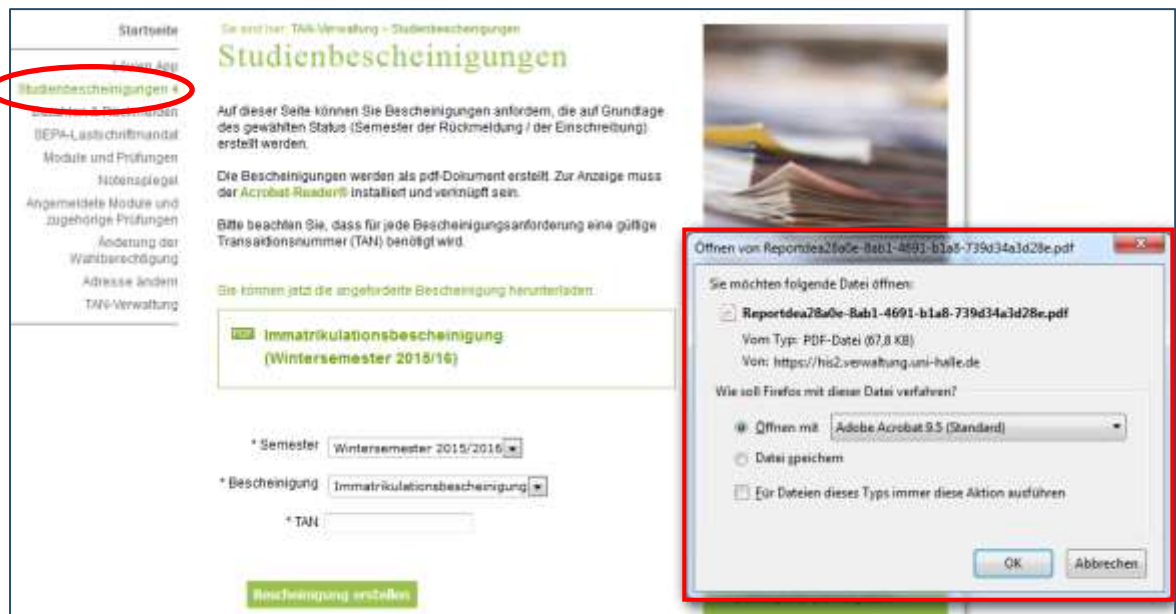 Startseite
Löwen App
Studienbescheinigungen
Bezahlen & Rückmelden
SEPA-Lastschriftmandat
Module und Prüfungen
Notenspiegel
Angemeldete Module und
zugehörige Prüfungen
Änderung der
Wahlberechtigung
Adresse ändern
TAN-Verwaltung
Sie sind hier: TAN-Verwaltung – Studienbescheinigungen
Studienbescheinigungen
Auf dieser Seite können Sie Bescheinigungen anfordern, die auf Grundlage
des gewählten Status (Semester der Rückmeldung / der Einschreibung)
erstellt werden.
Die Bescheinigungen werden als pdf-Dokument erstellt. Zur Anzeige muss
der Acrobat-Reader® installiert und verknüpft sein.
Bitte beachten Sie, dass für jede Bescheinigungsanforderung eine gültige
Transaktionsnummer (TAN) benötigt wird.
Sie können jetzt die angeforderte Bescheinigung herunterladen
PDF Immatrikulationsbescheinigung
(Wintersemester 2015/16)
* Semester Wintersemester 2015/2016
* Bescheinigung Immatrikulationsbescheinigung
* TAN
Bescheinigung erstellen
Öffnen von Reportdea28a0e-8ab1-4691-b1a8-739d34a3d28e.pdf
Sie möchten folgende Datei öffnen:
Reportdea28a0e-8ab1-4691-b1a8-739d34a3d28e.pdf
Vom Typ: PDF-Datei (67,8 KB)
Von: https://his2.verwaltung.uni-halle.de
Wie soll Firefox mit dieser Datei verfahren?
Öffnen mit Adobe Acrobat 9.5 (Standard)
Datei speichern
Für Dateien dieses Typs immer diese Aktion ausführen
OK Abbrechen